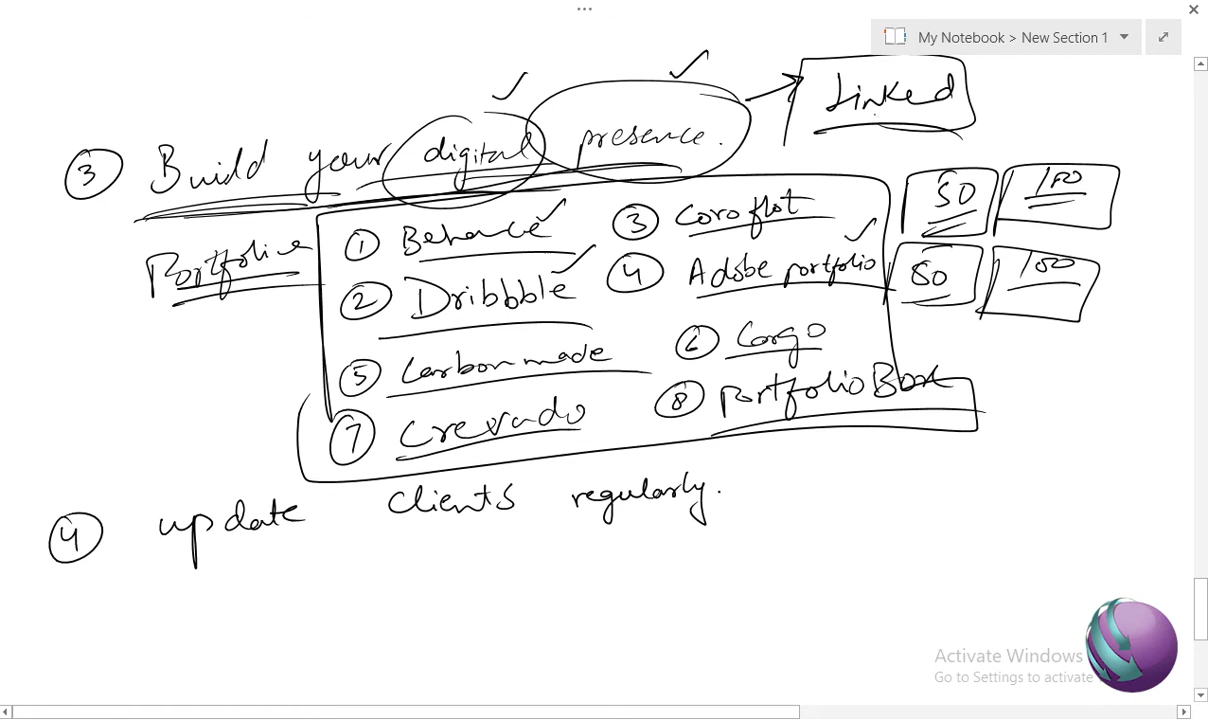 My Notebook > New Section 1
Linked
③ Build your digital presence.
Portfolio
① Behance
③ Coroflot
50
100
② Dribbble
④ Adobe portfolio
80
100
⑤ Carbonmade
⑥ Cargo
⑦ Crevado
⑧ PortfolioBox
④ update clients regularly.
Activate Windows
Go to Settings to activate